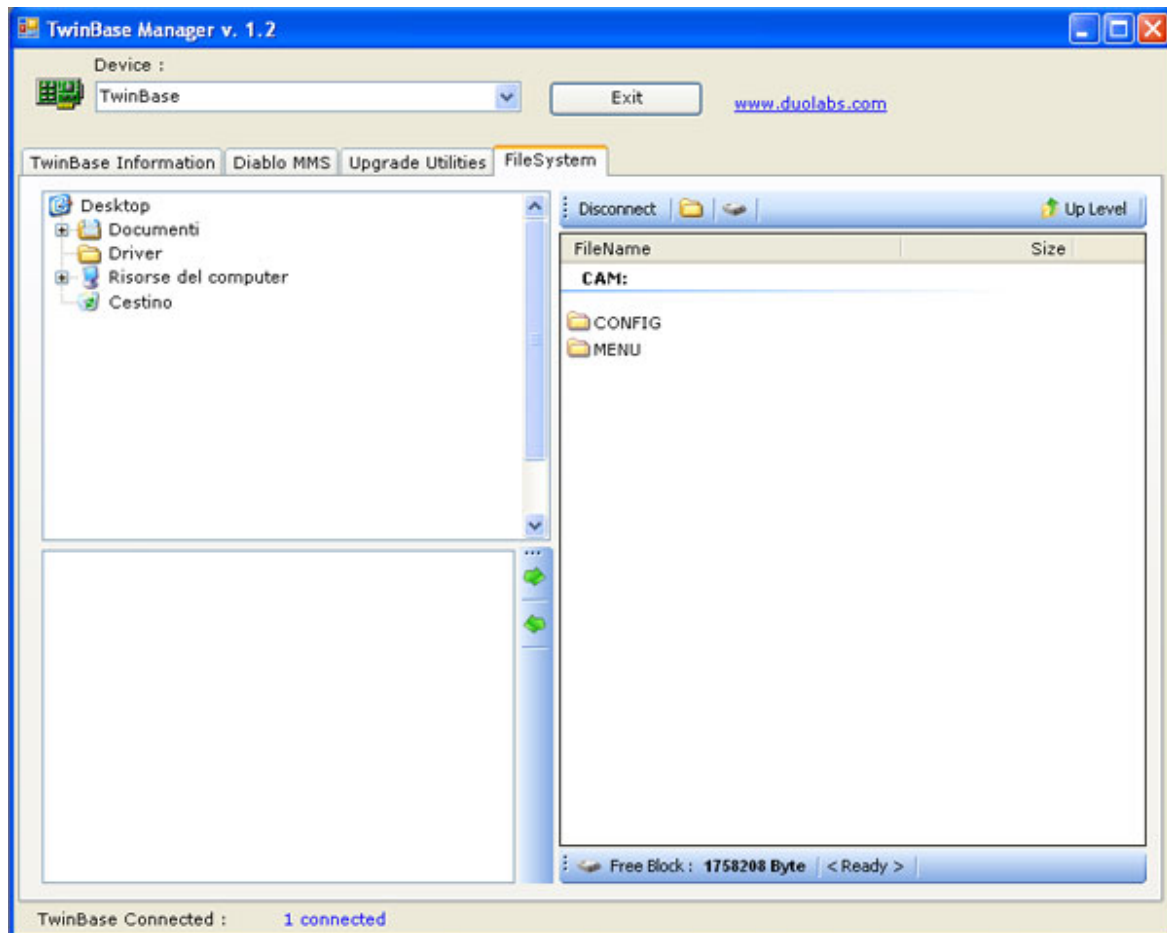 TwinBase Manager v. 1.2
Device :
TwinBase
Exit
www.duolabs.com
TwinBase Information
Diablo MMS
Upgrade Utilities
FileSystem
Desktop
Documenti
Driver
Risorse del computer
Cestino
Disconnect
Up Level
FileName
Size
CAM:
CONFIG
MENU
Free Block : 1758208 Byte
< Ready >
TwinBase Connected : 1 connected